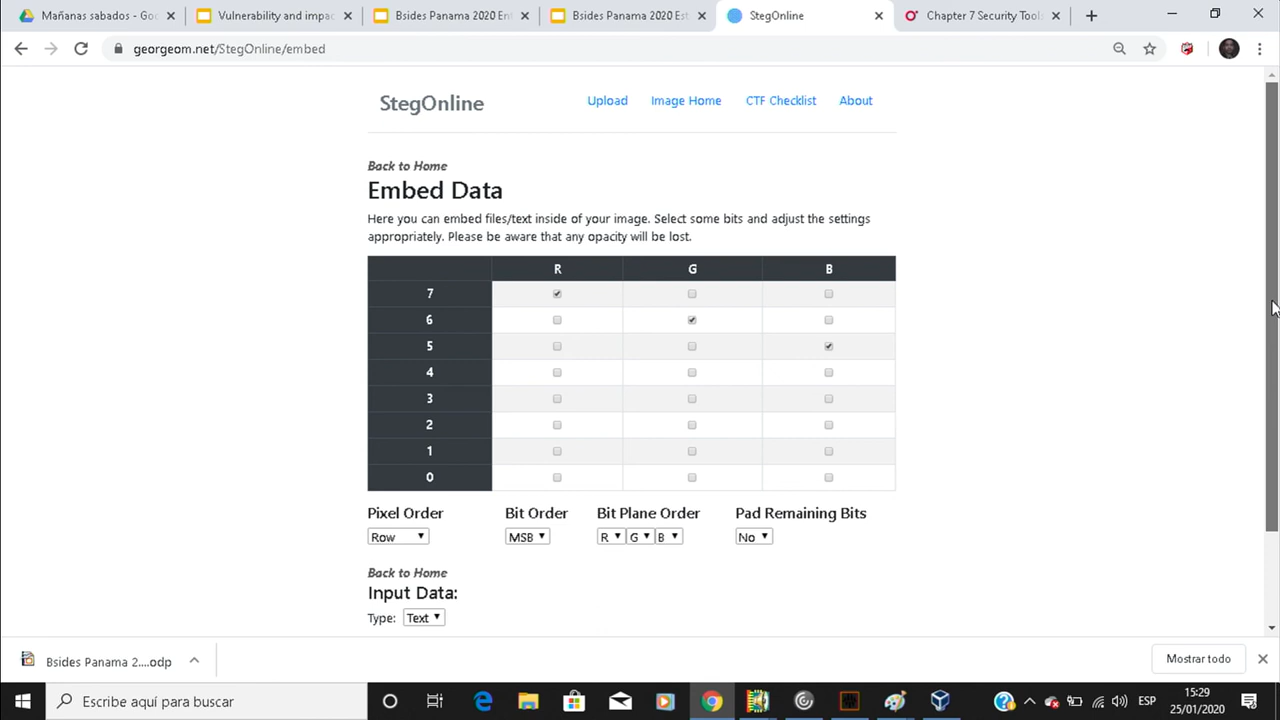 Mañanas sabados - Goo
Vulnerability and impac
Bsides Panama 2020 Ent
Bsides Panama 2020 Est
StegOnline
Chapter 7 Security Tools
georgeom.net/StegOnline/embed
StegOnline
Upload
Image Home
CTF Checklist
About
Back to Home
Embed Data
Here you can embed files/text inside of your image. Select some bits and adjust the settings
appropriately. Please be aware that any opacity will be lost.
R G B
7
6
5
4
3
2
1
0
Pixel Order Bit Order Bit Plane Order Pad Remaining Bits
Row MSB R G B No
Back to Home
Input Data:
Type: Text
Bsides Panama 2....odp
Mostrar todo
Escribe aquí para buscar
ESP
15:29
25/01/2020